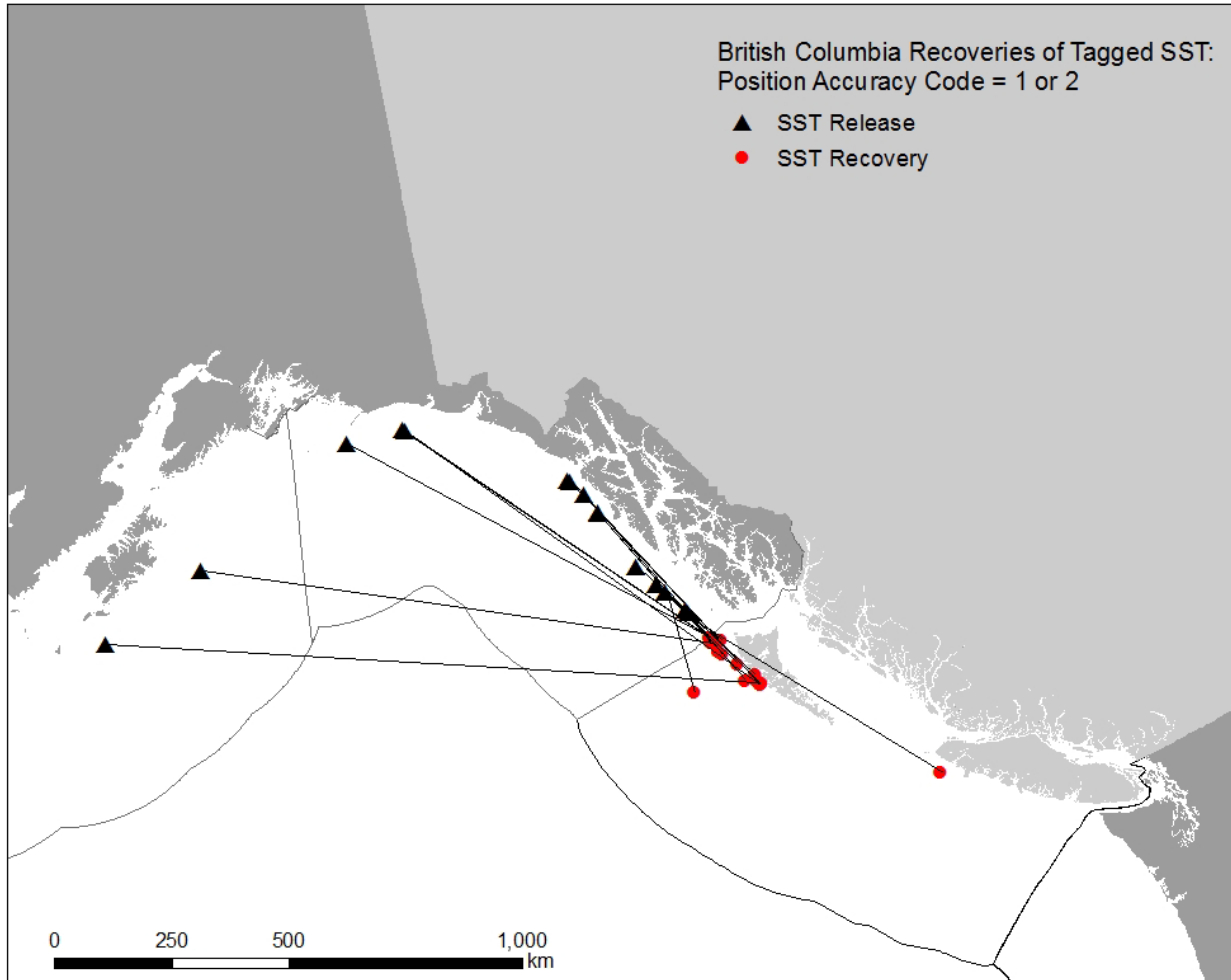 British Columbia Recoveries of Tagged SST:
Position Accuracy Code = 1 or 2
SST Release
SST Recovery
0 250 500 1,000
km